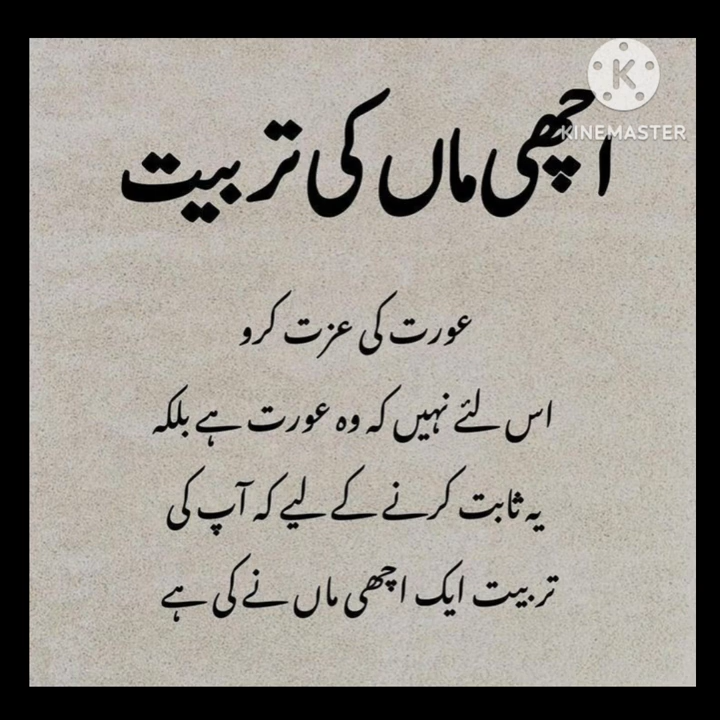 K
KINEMASTER
اچھی ماں کی تربیت
عورت کی عزت کرو
اس لئے نہیں کہ وہ عورت ہے بلکہ
یہ ثابت کرنے کے لیے کہ آپ کی
تربیت ایک اچھی ماں نے کی ہے